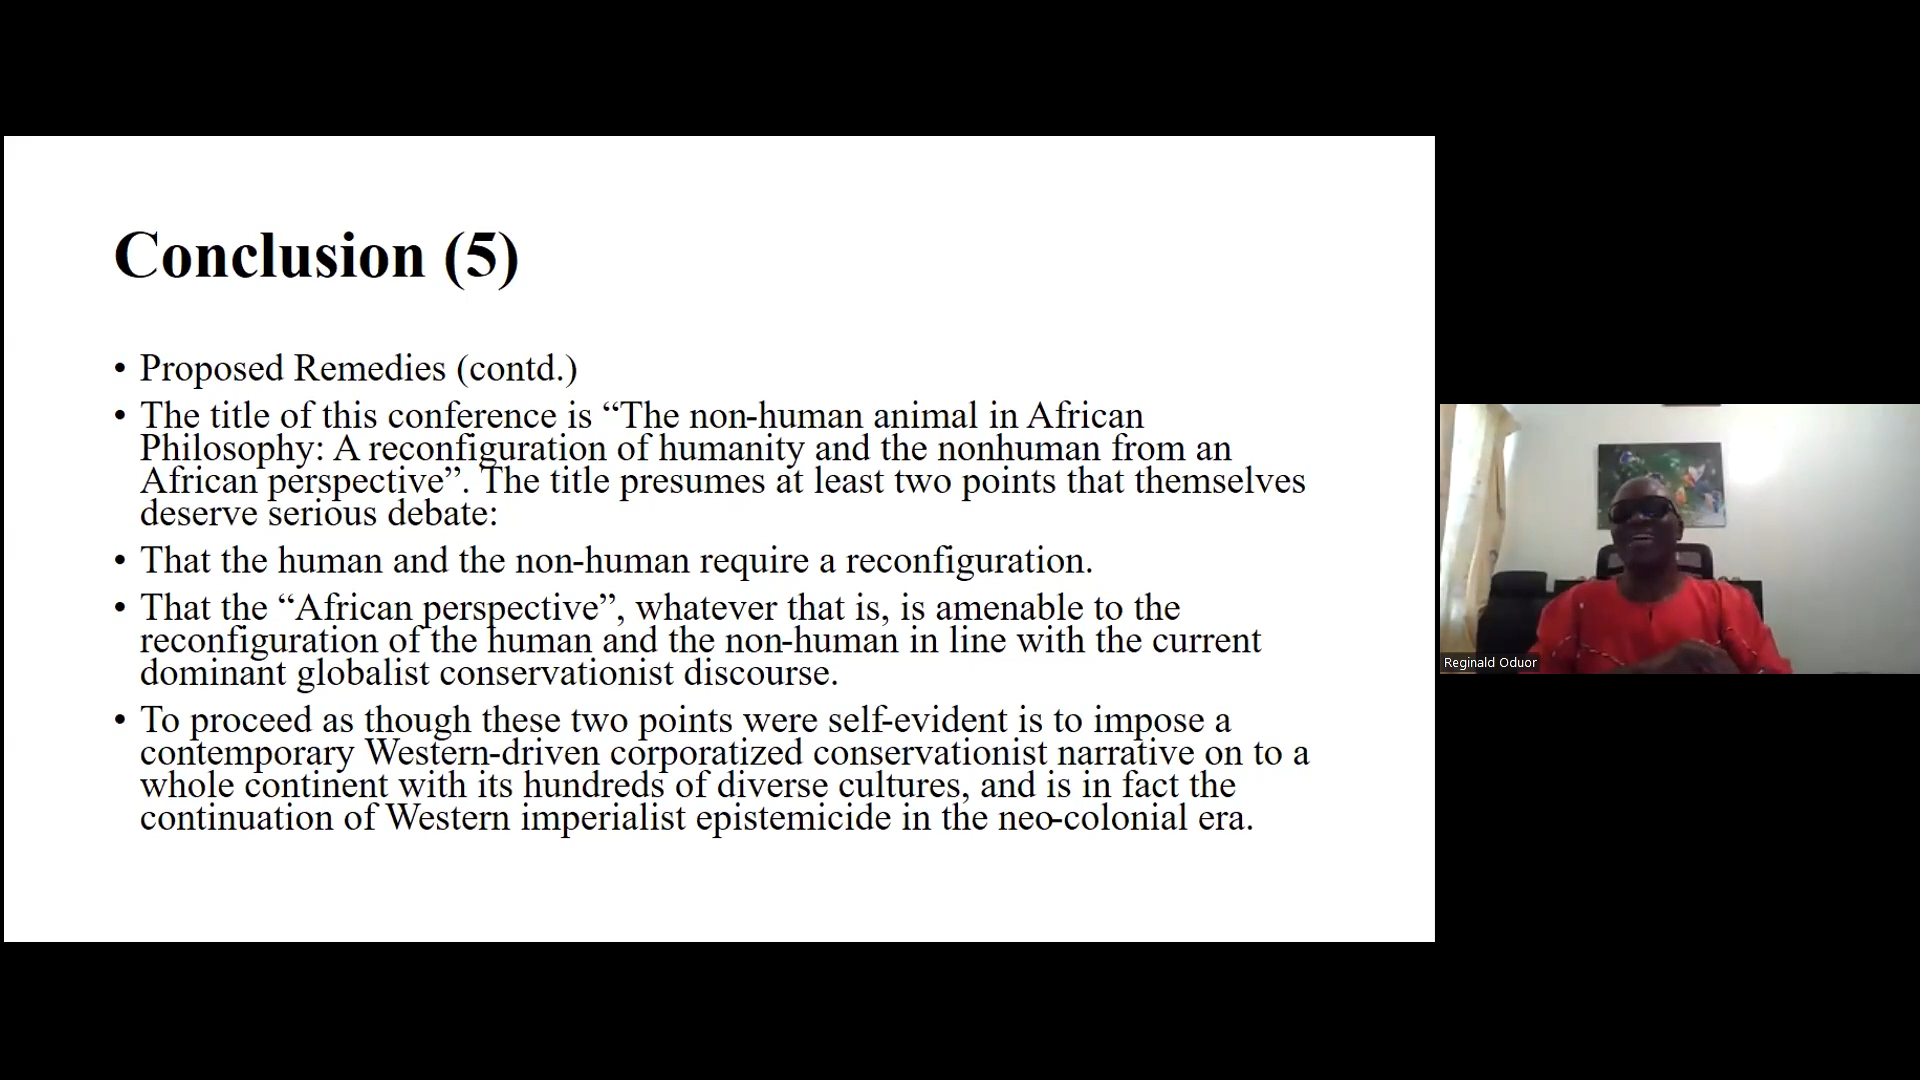 Conclusion (5)
• Proposed Remedies (contd.)
• The title of this conference is “The non-human animal in African
Philosophy: A reconfiguration of humanity and the nonhuman from an
African perspective”. The title presumes at least two points that themselves
deserve serious debate:
• That the human and the non-human require a reconfiguration.
• That the “African perspective”, whatever that is, is amenable to the
reconfiguration of the human and the non-human in line with the current
dominant globalist conservationist discourse.
• To proceed as though these two points were self-evident is to impose a
contemporary Western-driven corporatized conservationist narrative on to a
whole continent with its hundreds of diverse cultures, and is in fact the
continuation of Western imperialist epistemicide in the neo-colonial era.
Reginald Oduor